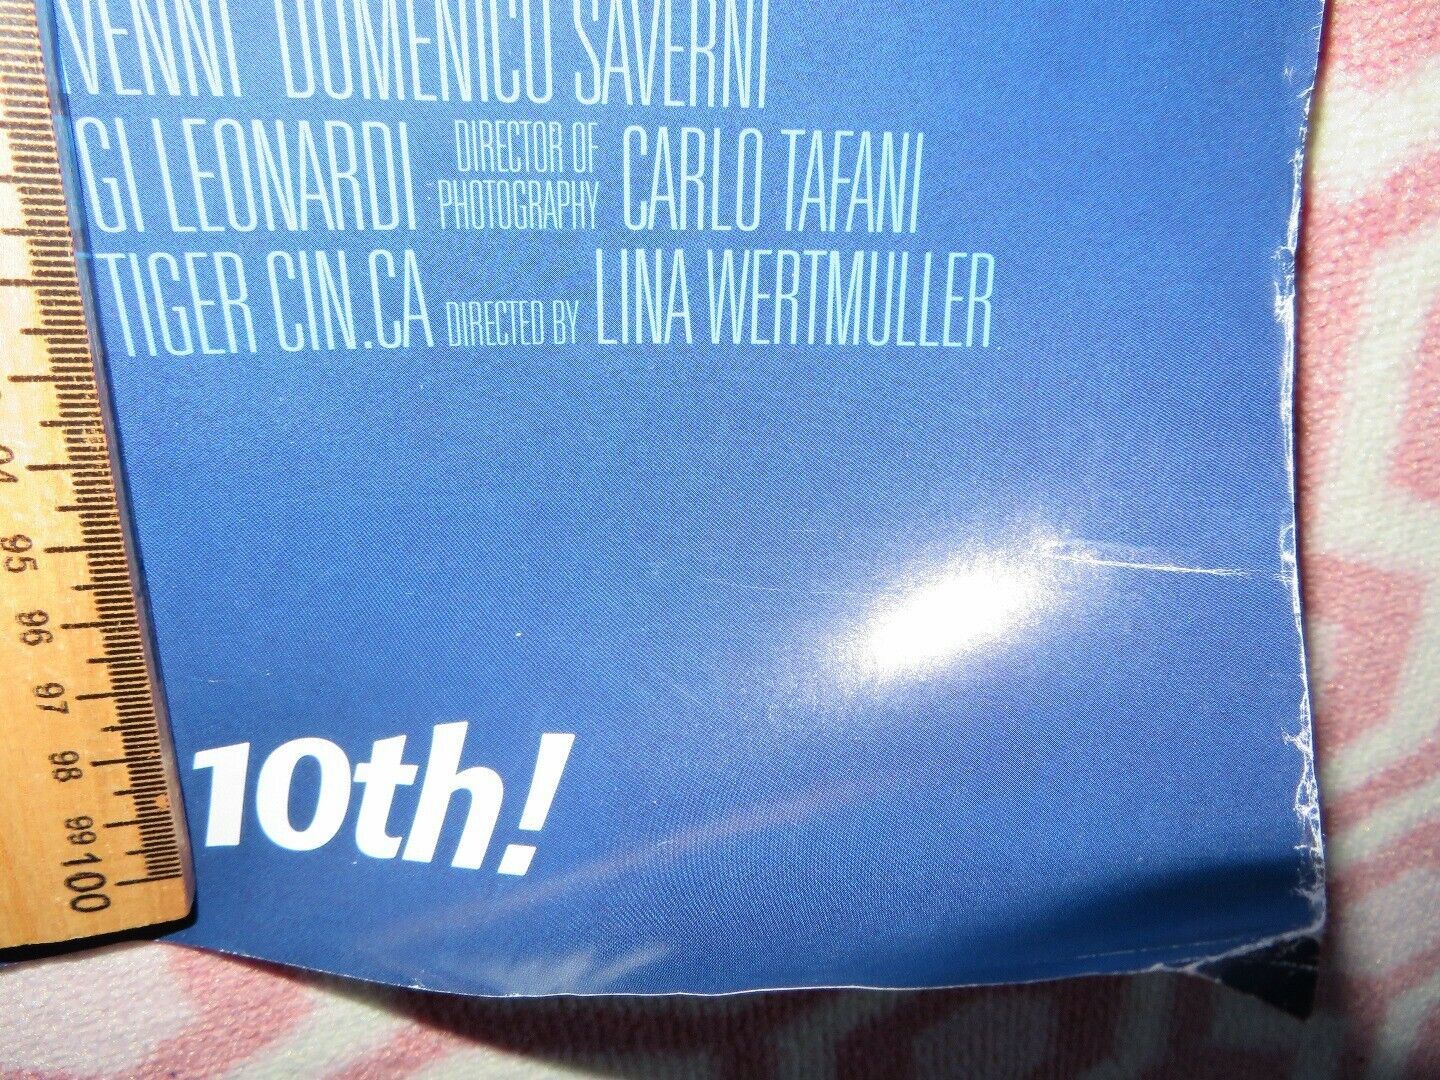 VENNI DOMENICO SAVERNI
GI LEONARDI DIRECTOR OF PHOTOGRAPHY CARLO TAFANI
TIGER CIN.CA DIRECTED BY LINA WERTMULLER
10th!
95
96
97
98
99
100